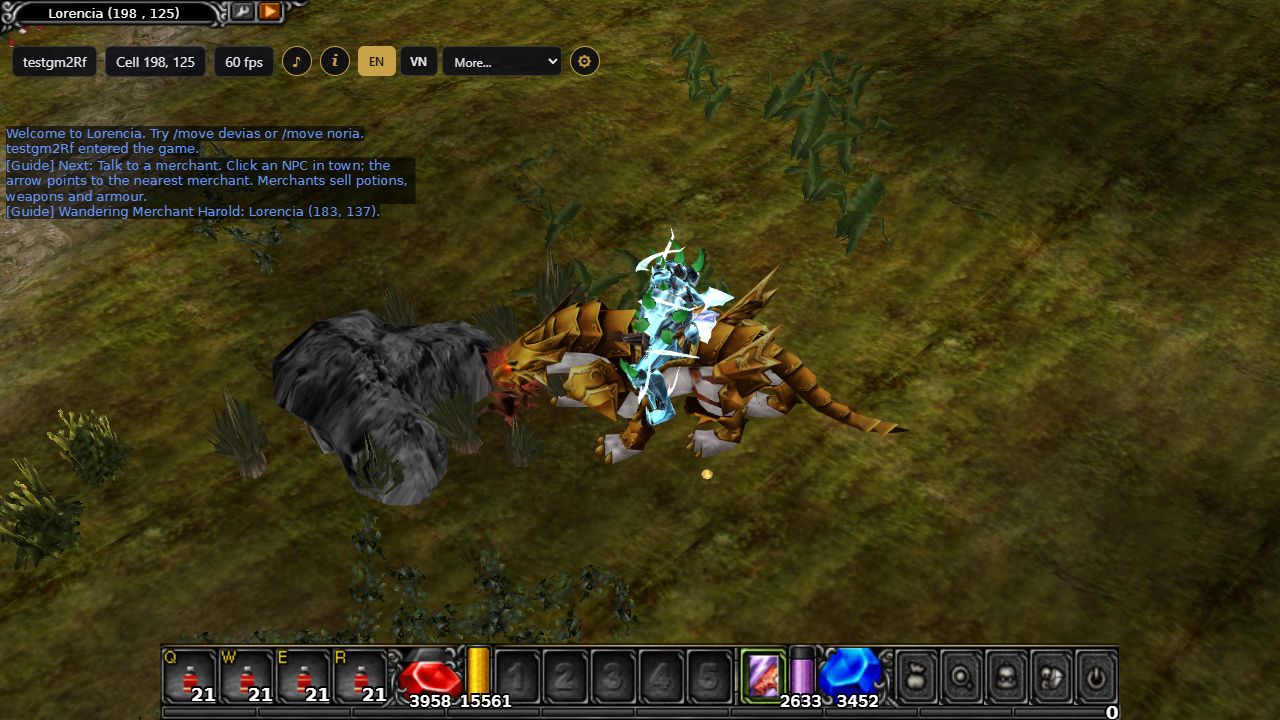 Lorencia (198 , 125)
testgm2Rf
Cell 198, 125
60 fps
♪
i
EN
VN
More...
Welcome to Lorencia. Try /move devias or /move noria.
testgm2Rf entered the game.
[Guide] Next: Talk to a merchant. Click an NPC in town; the
arrow points to the nearest merchant. Merchants sell potions,
weapons and armour.
[Guide] Wandering Merchant Harold: Lorencia (183, 137).
Q
W
E
R
1
2
3
4
5
21
21
21
21
3958
15561
2633
3452
0